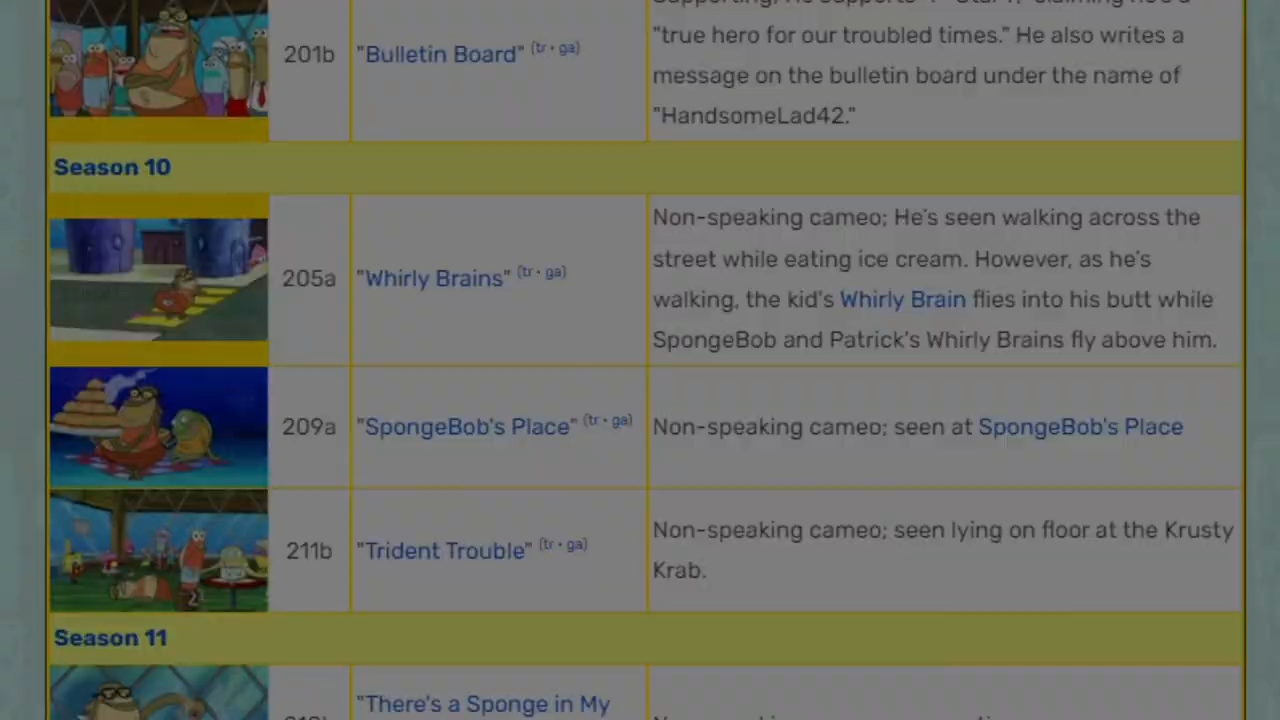 201b
"Bulletin Board" (tr • ga)
"true hero for our troubled times." He also writes a
message on the bulletin board under the name of
"HandsomeLad42."
Season 10
205a
"Whirly Brains" (tr • ga)
Non-speaking cameo; He's seen walking across the
street while eating ice cream. However, as he's
walking, the kid's Whirly Brain flies into his butt while
SpongeBob and Patrick's Whirly Brains fly above him.
209a
"SpongeBob's Place" (tr • ga)
Non-speaking cameo; seen at SpongeBob's Place
211b
"Trident Trouble" (tr • ga)
Non-speaking cameo; seen lying on floor at the Krusty
Krab.
Season 11
"There's a Sponge in My